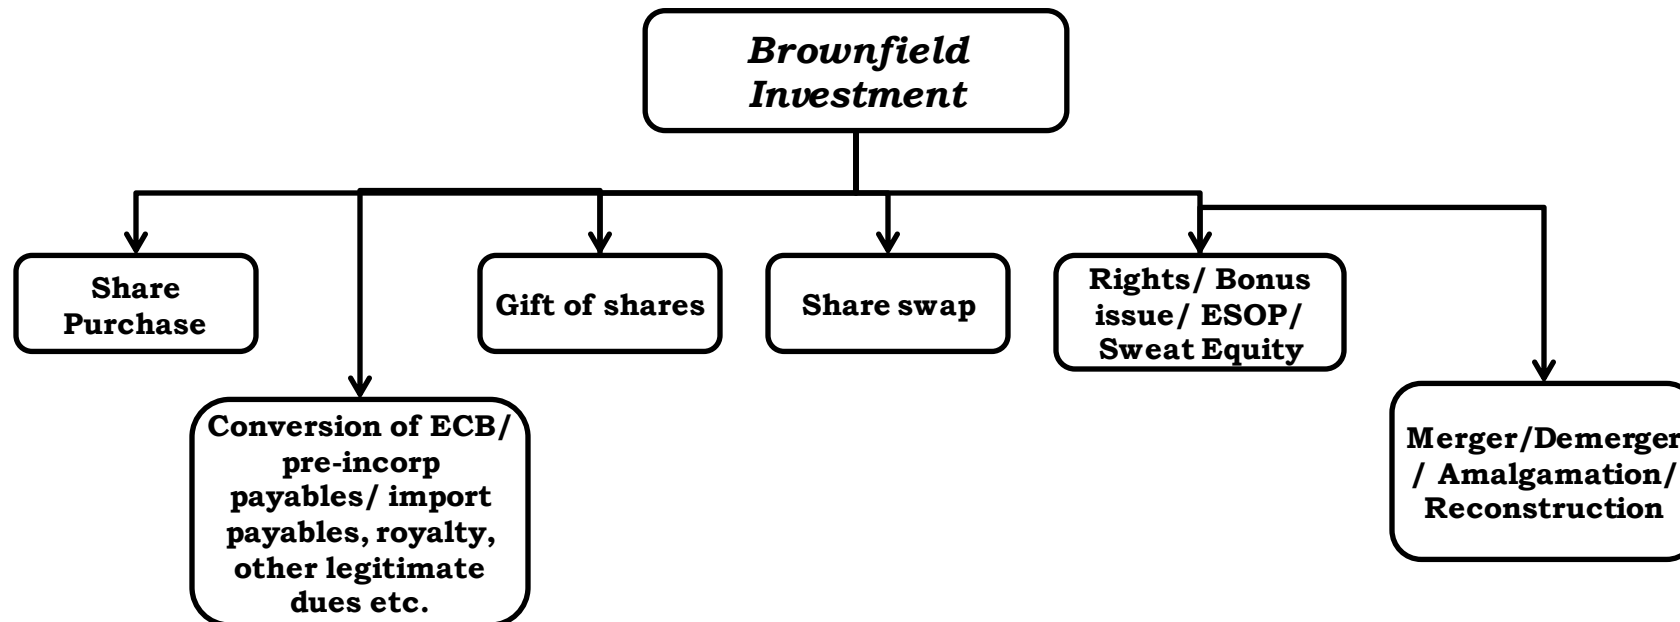 Brownfield
Investment
Share
Purchase
Gift of shares
Share swap
Rights/ Bonus
issue/ ESOP/
Sweat Equity
Conversion of ECB/
pre-incorp
payables/ import
payables, royalty,
other legitimate
dues etc.
Merger/Demerger
/ Amalgamation/
Reconstruction